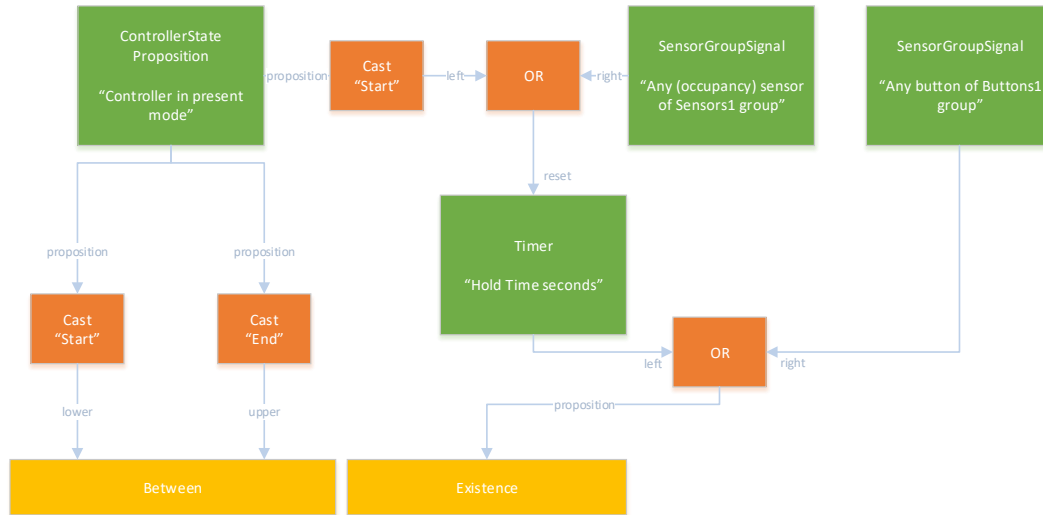 ControllerState
Proposition
“Controller in present
mode”
proposition
Cast
“Start”
left
OR
right
SensorGroupSignal
“Any (occupancy) sensor
of Sensors1 group”
SensorGroupSignal
“Any button of Buttons1
group”
reset
Timer
“Hold Time seconds”
proposition
proposition
Cast
“Start”
Cast
“End”
left
OR
right
lower
upper
proposition
Between
Existence